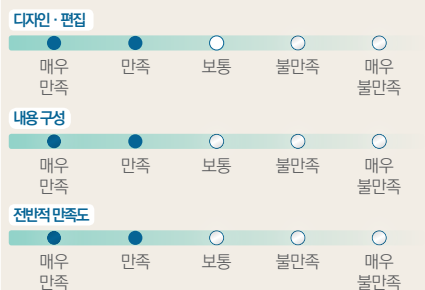 디자인 · 편집
매우 만족 만족 보통 불만족 매우 불만족
내용 구성
매우 만족 만족 보통 불만족 매우 불만족
전반적 만족도
매우 만족 만족 보통 불만족 매우 불만족